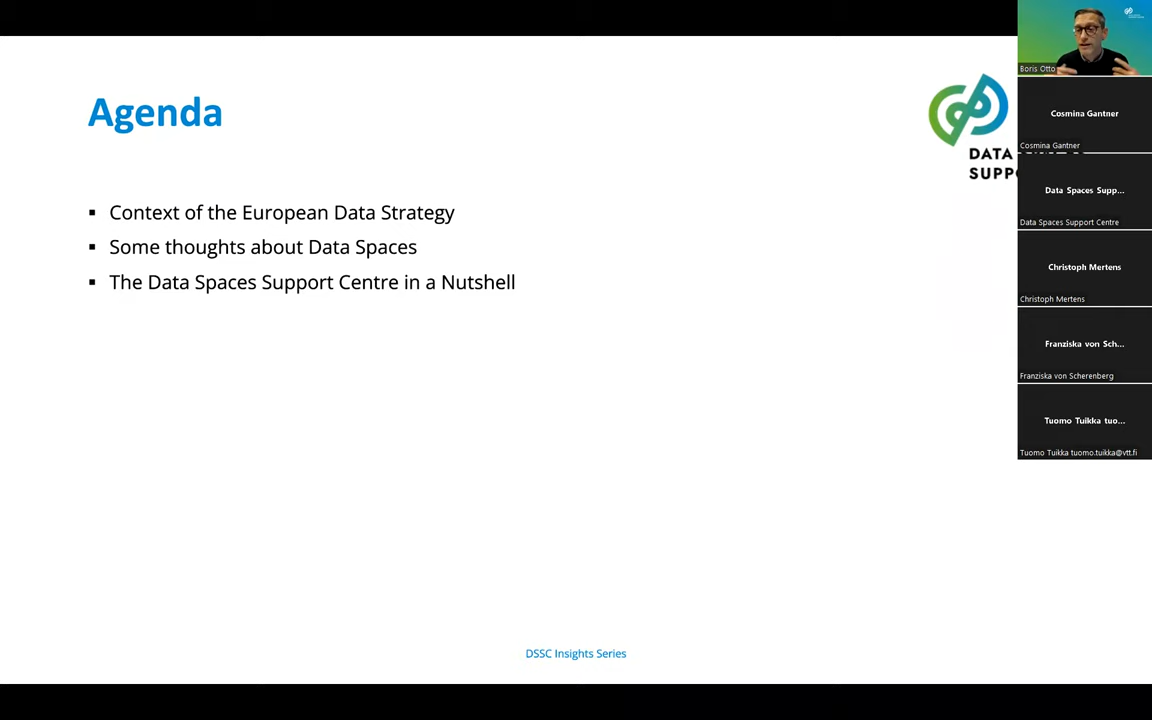 Agenda
▪ Context of the European Data Strategy
▪ Some thoughts about Data Spaces
▪ The Data Spaces Support Centre in a Nutshell
DATA
SUPPO
DSSC Insights Series
Boris Otto
Cosmina Gantner
Cosmina Gantner
Data Spaces Supp...
Data Spaces Support Centre
Christoph Mertens
Christoph Mertens
Franziska von Sch...
Franziska von Scherenberg
Tuomo Tuikka tuo...
Tuomo Tuikka tuomo.tuikka@vtt.fi